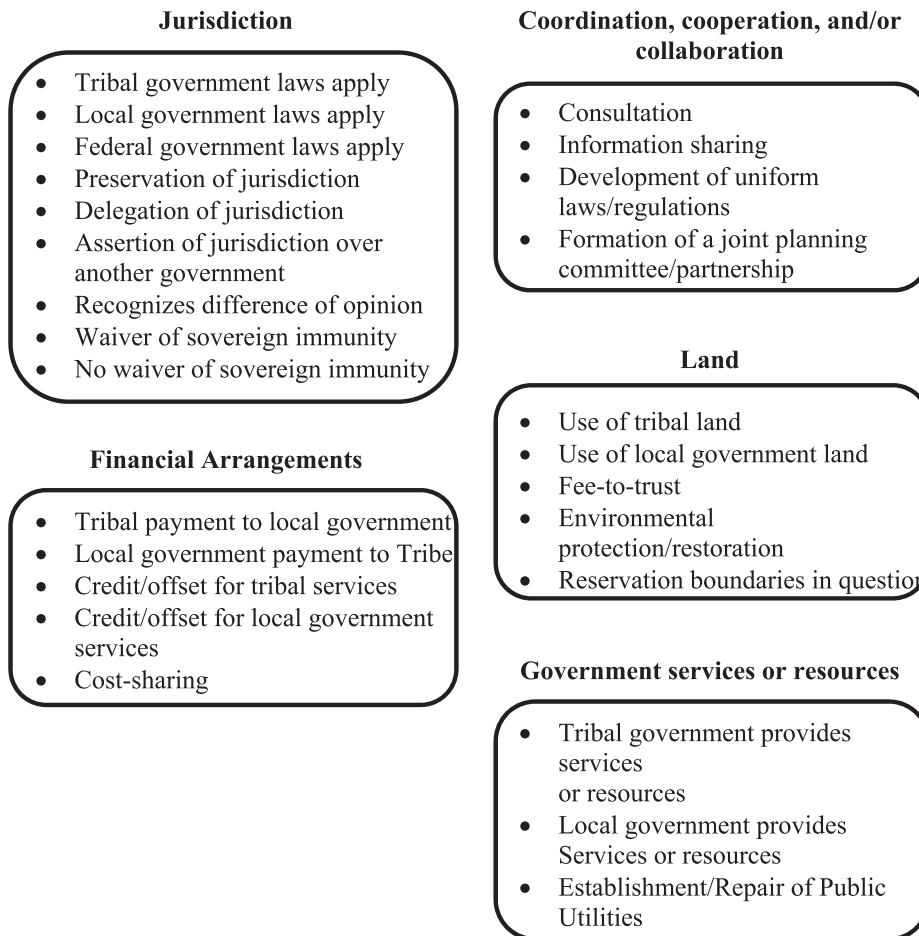 Jurisdiction
• Tribal government laws apply
• Local government laws apply
• Federal government laws apply
• Preservation of jurisdiction
• Delegation of jurisdiction
• Assertion of jurisdiction over
another government
• Recognizes difference of opinion
• Waiver of sovereign immunity
• No waiver of sovereign immunity
Financial Arrangements
• Tribal payment to local government
• Local government payment to Tribe
• Credit/offset for tribal services
• Credit/offset for local government
services
• Cost-sharing
Coordination, cooperation, and/or
collaboration
• Consultation
• Information sharing
• Development of uniform
laws/regulations
• Formation of a joint planning
committee/partnership
Land
• Use of tribal land
• Use of local government land
• Fee-to-trust
• Environmental
protection/restoration
• Reservation boundaries in question
Government services or resources
• Tribal government provides
services
or resources
• Local government provides
Services or resources
• Establishment/Repair of Public
Utilities